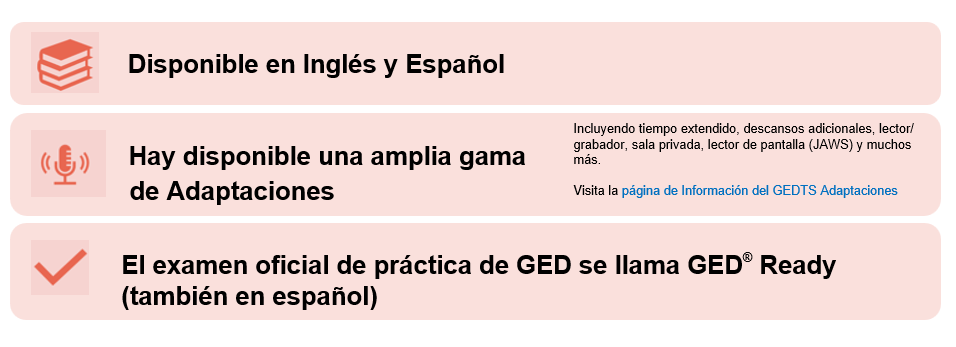 Disponible en Inglés y Español
Hay disponible una amplia gama
de Adaptaciones
Incluyendo tiempo extendido, descansos adicionales, lector/
grabador, sala privada, lector de pantalla (JAWS) y muchos
más.
Visita la página de Información del GEDTS Adaptaciones
El examen oficial de práctica de GED se llama GED® Ready
(también en español)